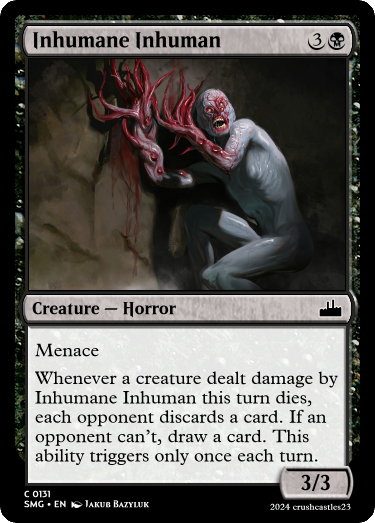 Inhumane Inhuman 3
Creature — Horror
Menace
Whenever a creature dealt damage by
Inhumane Inhuman this turn dies,
each opponent discards a card. If an
opponent can't, draw a card. This
ability triggers only once each turn.
3/3
C 0131
SMG • EN Jakub Bazyluk
2024 crushcastles23